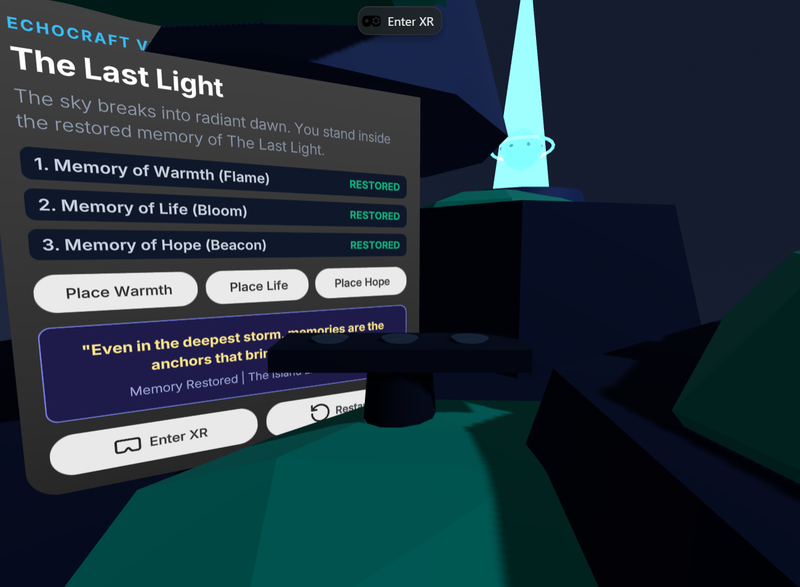 Enter XR
ECHOCRAFT
The Last Light
The sky breaks into radiant dawn. You stand inside
the restored memory of The Last Light.
1. Memory of Warmth (Flame)
RESTORED
2. Memory of Life (Bloom)
RESTORED
3. Memory of Hope (Beacon)
RESTORED
Place Warmth
Place Life
Place Hope
"Even in the deepest storm, memories are the
anchors that
Memory Restored | The Island
Enter XR